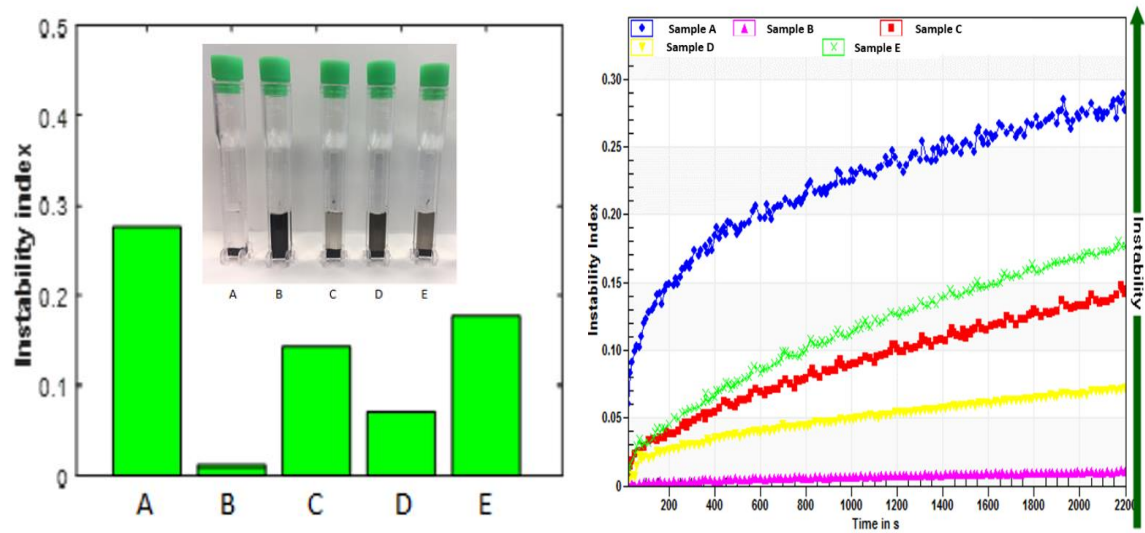 0.5
0.4
0.3
0.2
0.1
0
Instability index
A B C D E
A B C D E
Sample A Sample B Sample C
Sample D Sample E
0.30
0.25
0.20
0.15
0.10
0.05
0
Instability Index
200 400 600 800 1000 1200 1400 1600 1800 2000 2200
Time in s
Instability